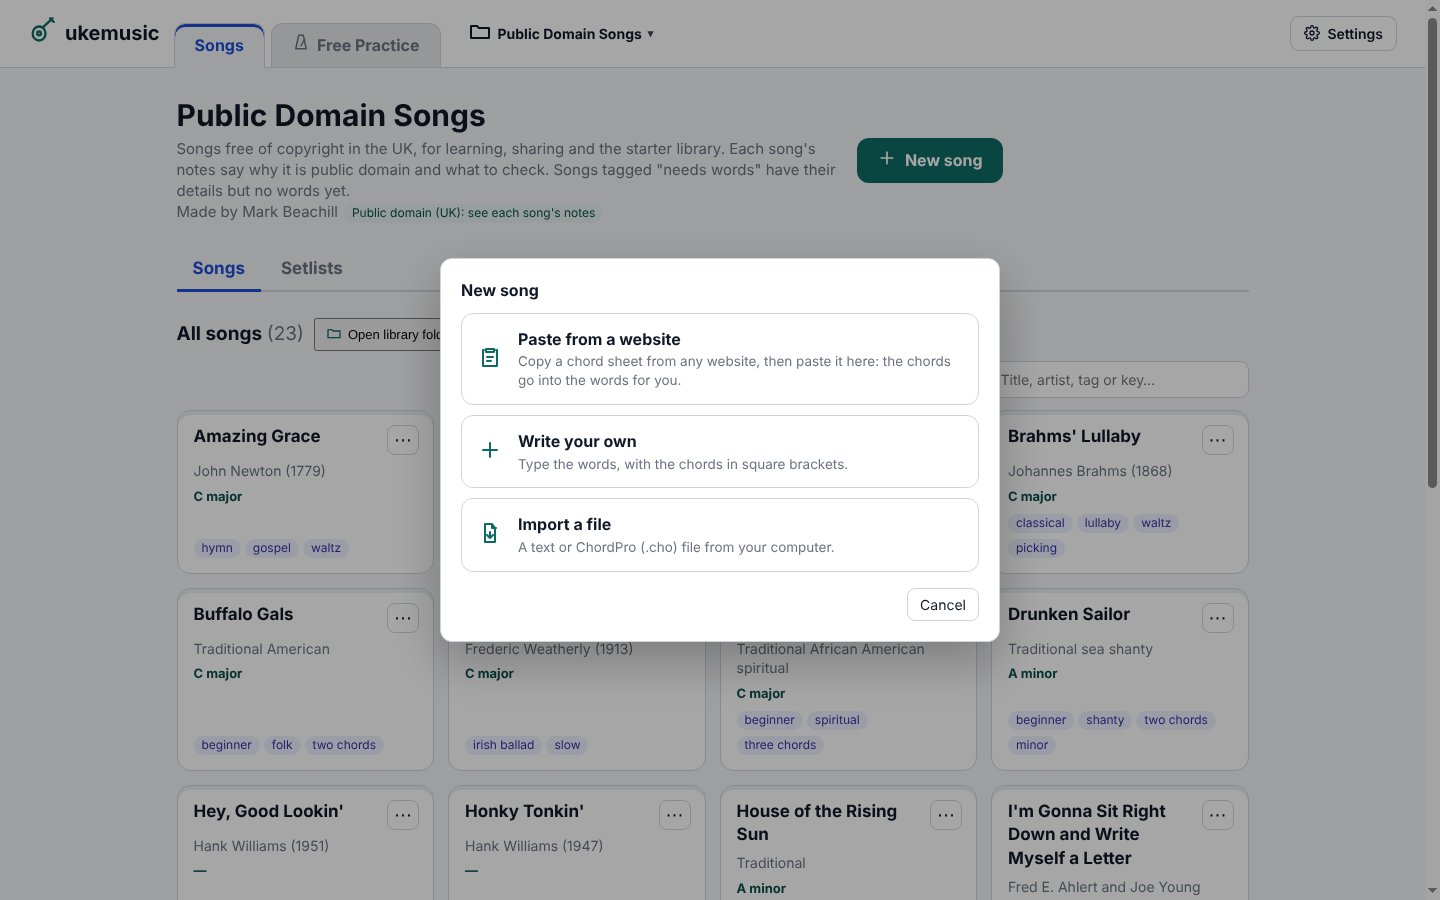 ukemusic
Songs
Free Practice
Public Domain Songs ▾
Settings
Public Domain Songs
Songs free of copyright in the UK, for learning, sharing and the starter library. Each song's
notes say why it is public domain and what to check. Songs tagged "needs words" have their
details but no words yet.
Made by Mark Beachill Public domain (UK): see each song's notes
+ New song
Songs
Setlists
All songs (23)
Open library fold
Title, artist, tag or key...
New song
Paste from a website
Copy a chord sheet from any website, then paste it here: the chords
go into the words for you.
Write your own
Type the words, with the chords in square brackets.
Import a file
A text or ChordPro (.cho) file from your computer.
Cancel
Amazing Grace
...
John Newton (1779)
C major
hymn gospel waltz
Brahms' Lullaby
...
Johannes Brahms (1868)
C major
classical lullaby waltz
picking
Buffalo Gals
...
Traditional American
C major
beginner folk two chords
Frederic Weatherly (1913)
C major
irish ballad slow
Traditional African American
spiritual
C major
beginner spiritual
three chords
Drunken Sailor
...
Traditional sea shanty
A minor
beginner shanty two chords
minor
Hey, Good Lookin'
...
Hank Williams (1951)
—
Honky Tonkin'
...
Hank Williams (1947)
—
House of the Rising
Sun
...
Traditional
A minor
I'm Gonna Sit Right
Down and Write
Myself a Letter
...
Fred E. Ahlert and Joe Young